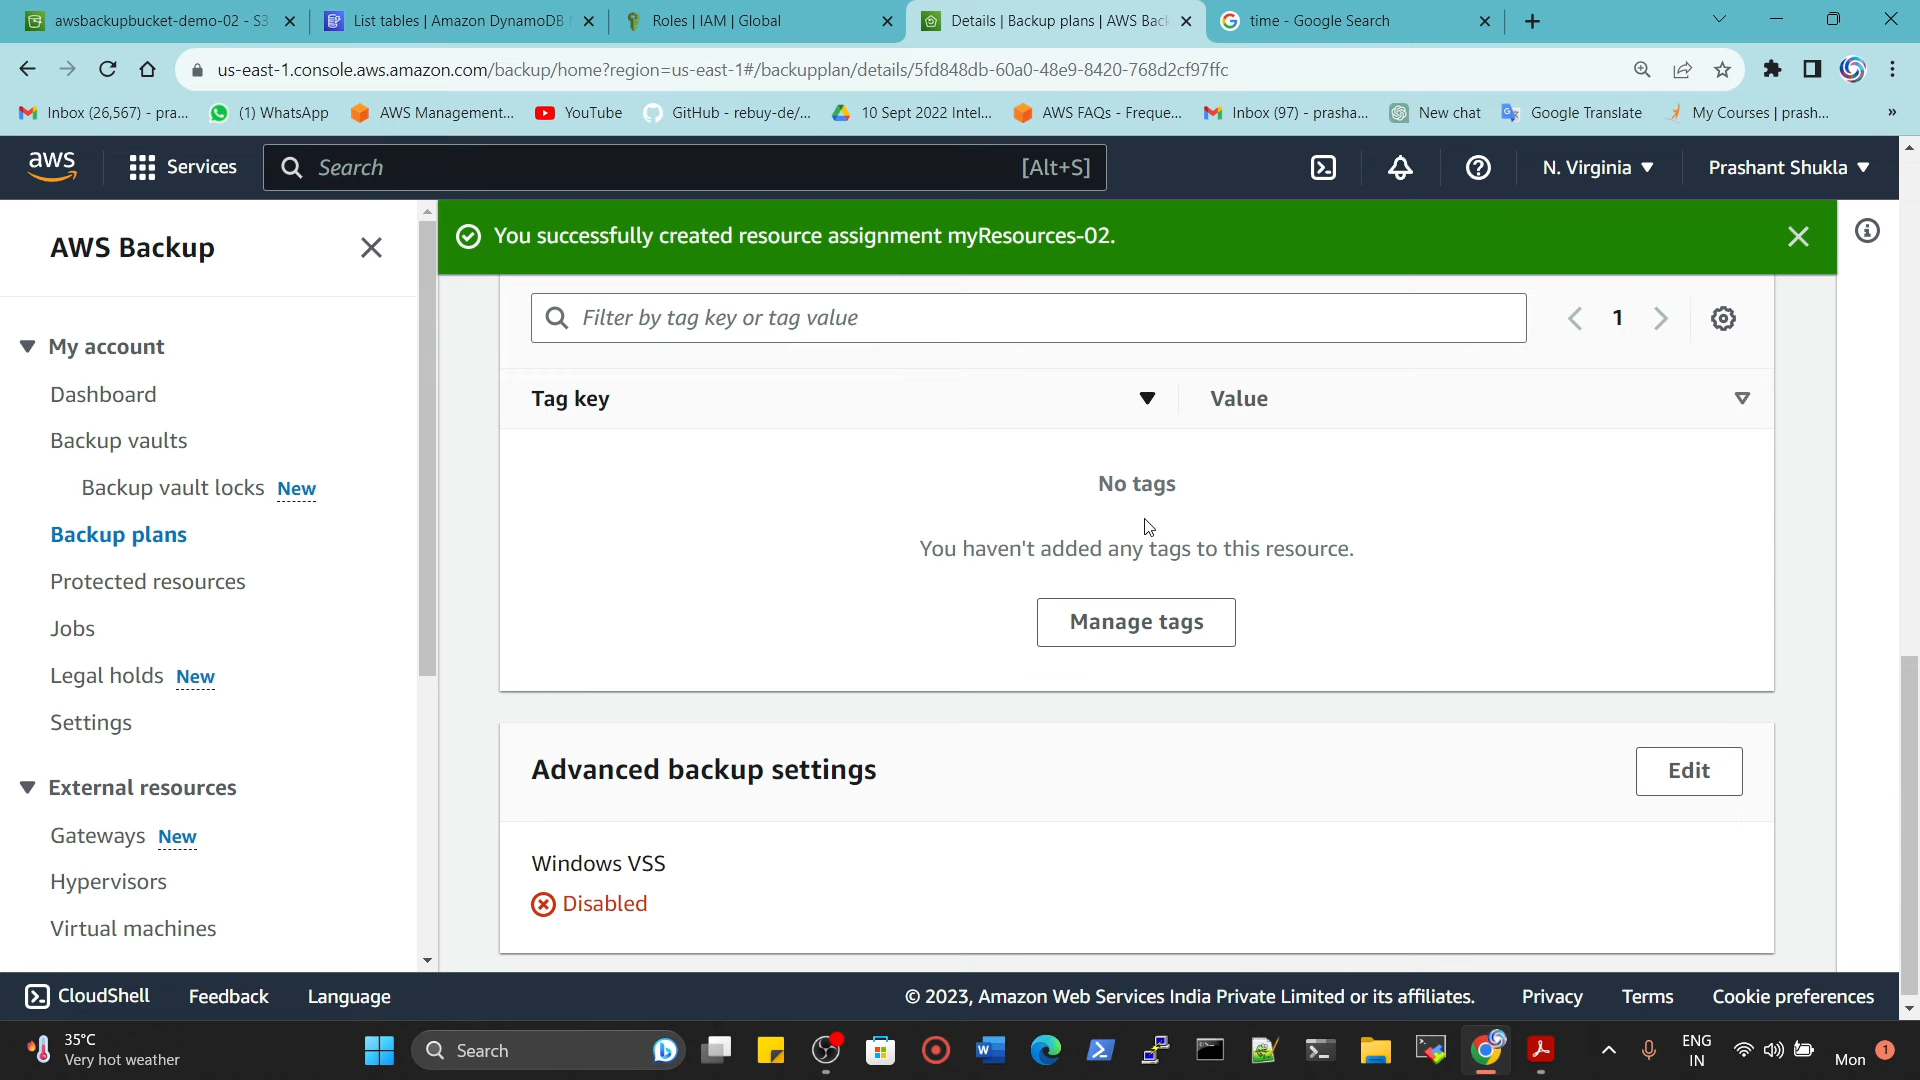 awsbackupbucket-demo-02 - S3
List tables | Amazon DynamoDB
Roles | IAM | Global
Details | Backup plans | AWS Back
time - Google Search
us-east-1.console.aws.amazon.com/backup/home?region=us-east-1#/backupplan/details/5fd848db-60a0-48e9-8420-768d2cf97ffc
Inbox (26,567) - pra...
(1) WhatsApp
AWS Management...
YouTube
GitHub - rebuy-de/...
10 Sept 2022 Intel...
AWS FAQs - Freque...
Inbox (97) - prasha...
New chat
Google Translate
My Courses | prash...
»
aws
Services
Search
[Alt+S]
N. Virginia
Prashant Shukla
AWS Backup
My account
Dashboard
Backup vaults
Backup vault locks New
Backup plans
Protected resources
Jobs
Legal holds New
Settings
External resources
Gateways New
Hypervisors
Virtual machines
You successfully created resource assignment myResources-02.
Filter by tag key or tag value
1
Tag key
Value
No tags
You haven't added any tags to this resource.
Manage tags
Advanced backup settings
Edit
Windows VSS
Disabled
CloudShell
Feedback
Language
© 2023, Amazon Web Services India Private Limited or its affiliates.
Privacy
Terms
Cookie preferences
35°C
Very hot weather
Search
ENG
IN
Mon
1